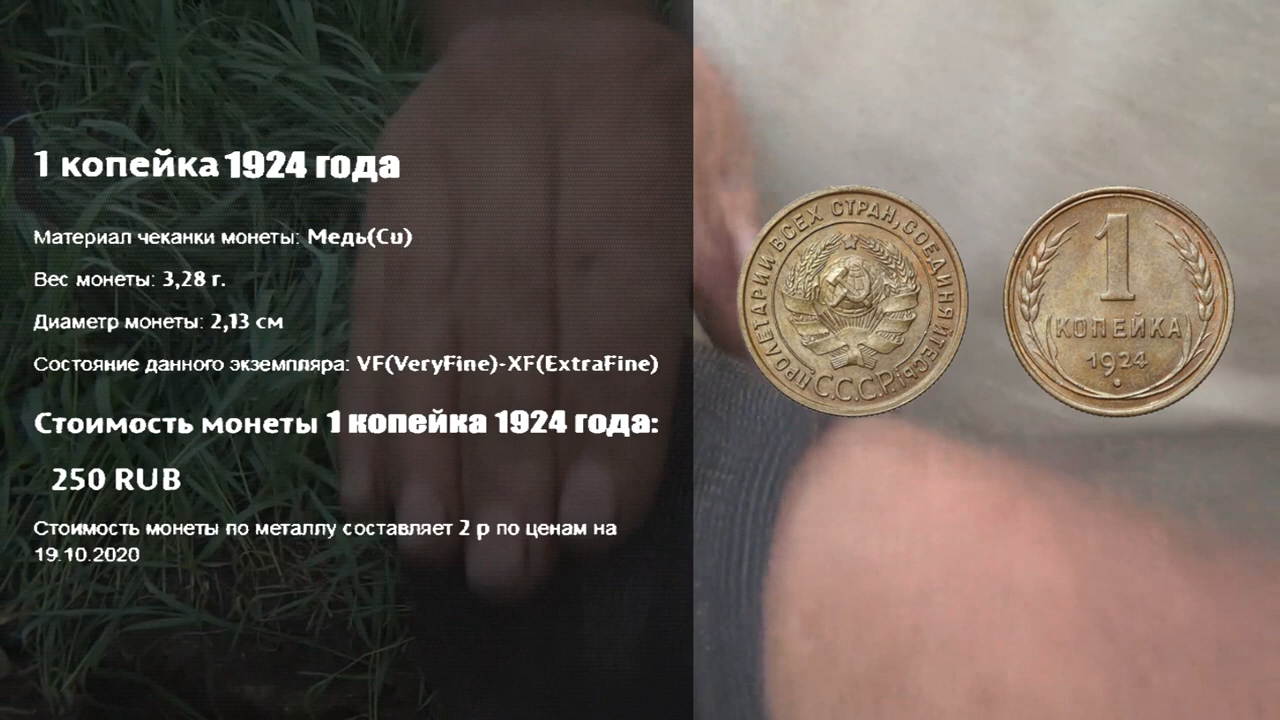 1 копейка 1924 года
Материал чеканки монеты: Медь(Cu)
Вес монеты: 3,28 г.
Диаметр монеты: 2,13 см
Состояние данного экземпляра: VF(VeryFine)-XF(ExtraFine)
Стоимость монеты 1 копейка 1924 года:
250 RUB
Стоимость монеты по металлу составляет 2 р по ценам на
19.10.2020
ПРОЛЕТАРИИ ВСЕХ СТРАН, СОЕДИНЯЙТЕСЬ!
С.С.С.Р.
1
КОПЕЙКА
1924